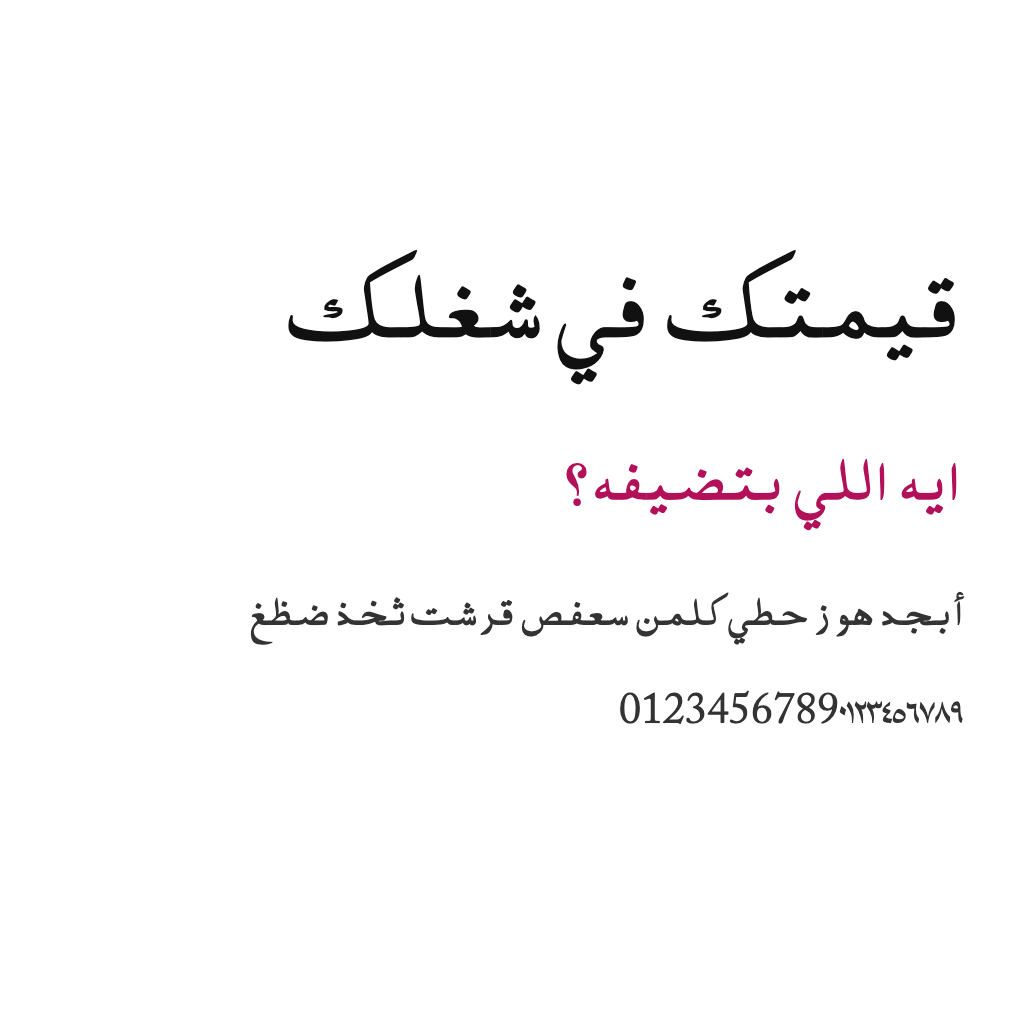 قيمتك في شغلك
ايه اللي بتضيفه؟
أبجد هوز حطي كلمن سعفص قرشت ثخذ ضظغ
0123456789٠١٢٣٤٥٦٧٨٩